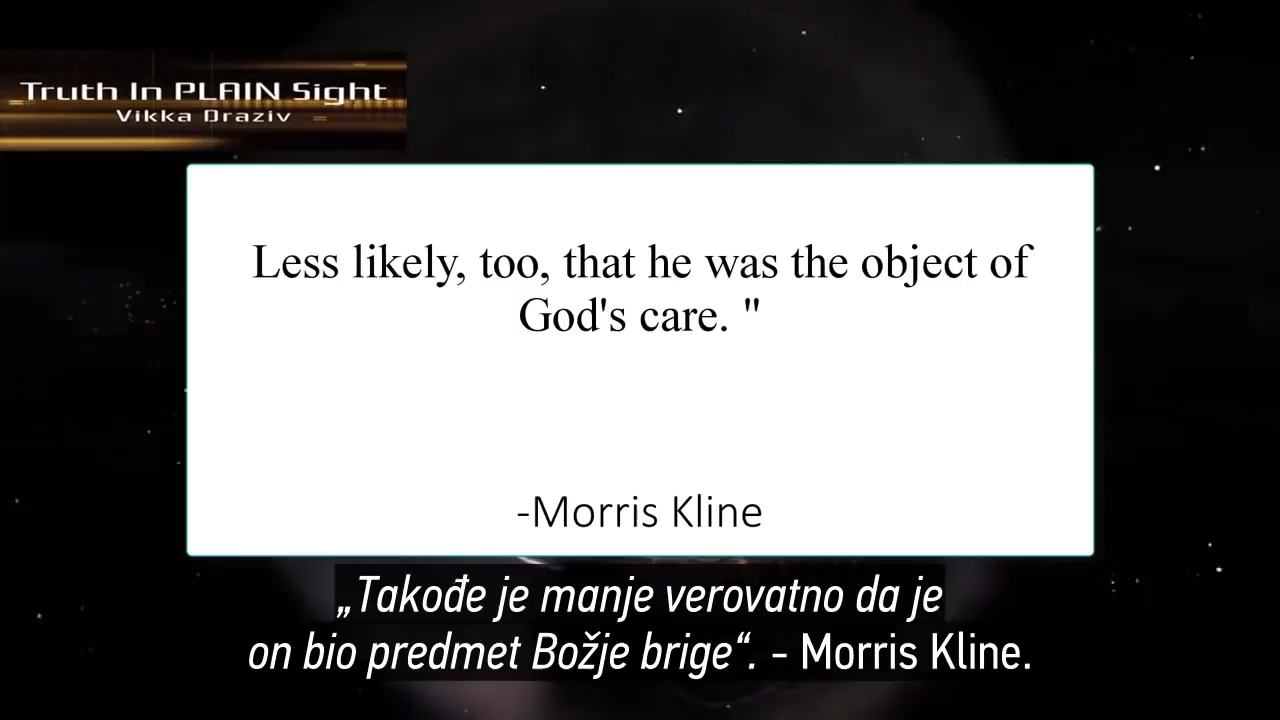 Truth In PLAIN Sight
Vikka Draziv
Less likely, too, that he was the object of
God's care. "
-Morris Kline
„Takođe je manje verovatno da je
on bio predmet Božje brige“. - Morris Kline.